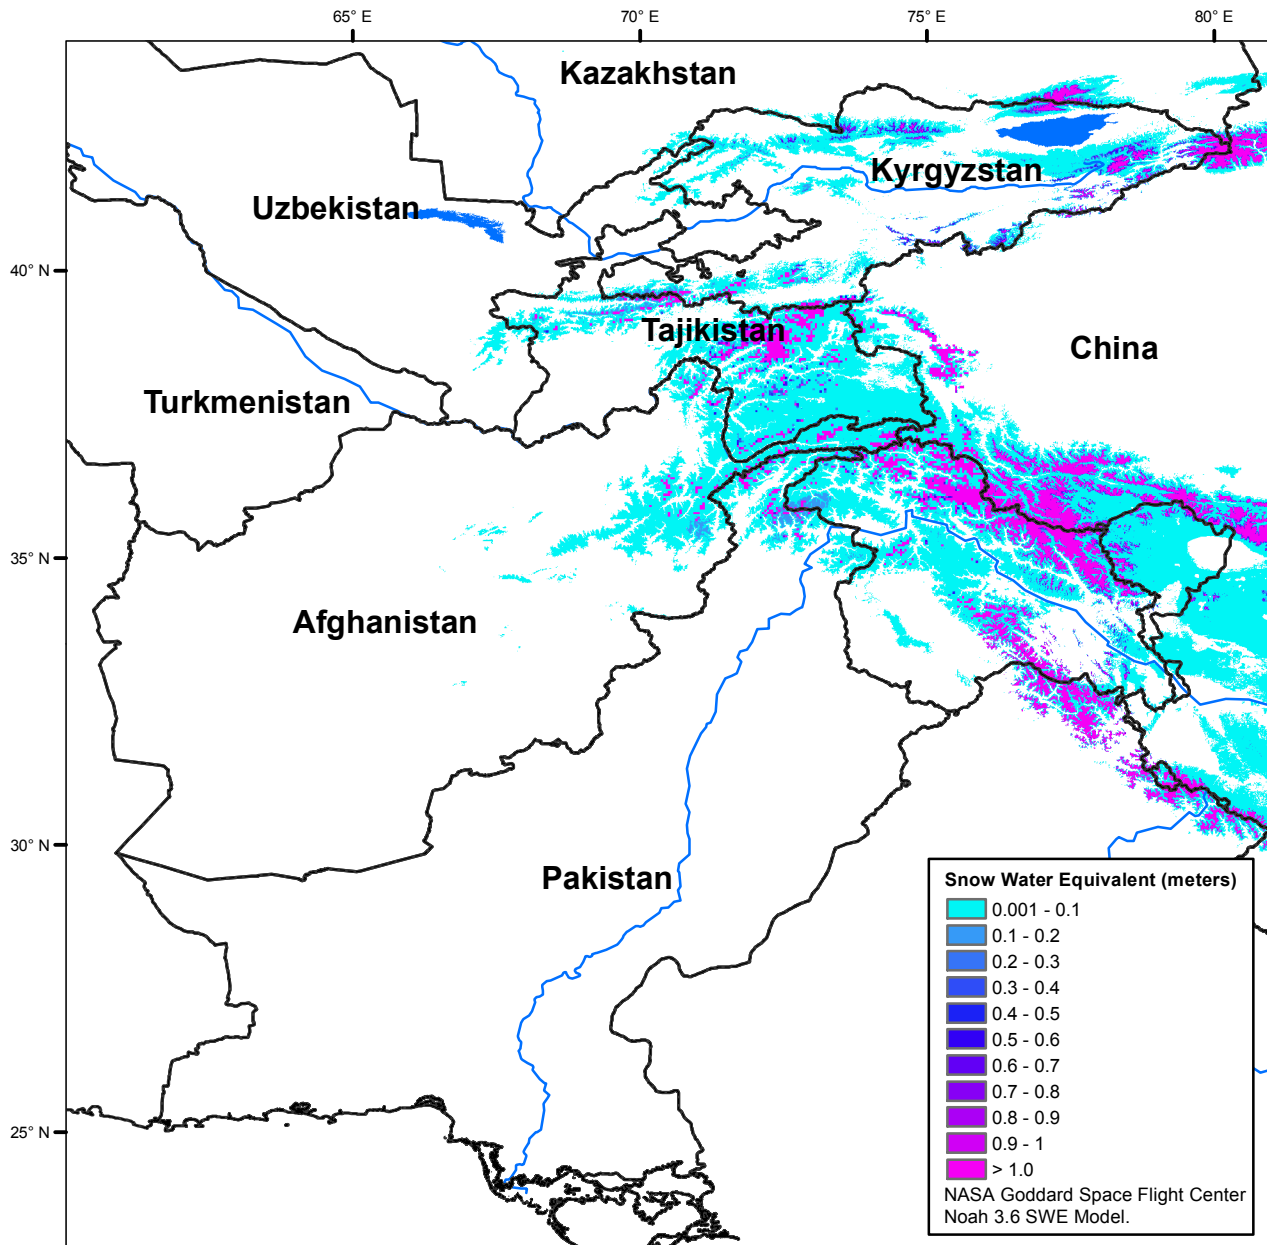 65° E
70° E
75° E
80° E
Kazakhstan
Kyrgyzstan
Uzbekistan
40° N
Tajikistan
China
Turkmenistan
35° N
Afghanistan
30° N
Pakistan
25° N
Snow Water Equivalent (meters)
0.001 - 0.1
0.1 - 0.2
0.2 - 0.3
0.3 - 0.4
0.4 - 0.5
0.5 - 0.6
0.6 - 0.7
0.7 - 0.8
0.8 - 0.9
0.9 - 1
> 1.0
NASA Goddard Space Flight Center
Noah 3.6 SWE Model.